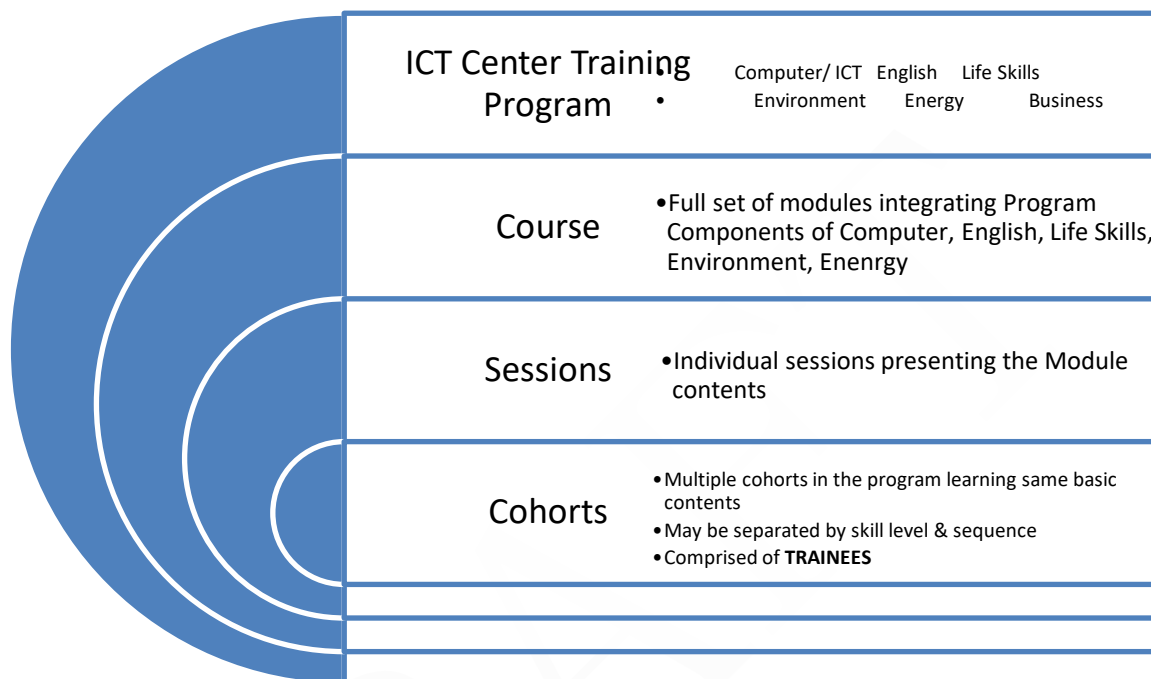 ICT Center Training
Program
• Computer/ ICT English Life Skills
• Environment Energy Business
Course
•Full set of modules integrating Program
Components of Computer, English, Life Skills,
Environment, Enenrgy
Sessions
•Individual sessions presenting the Module
contents
Cohorts
•Multiple cohorts in the program learning same basic
contents
•May be separated by skill level & sequence
•Comprised of TRAINEES